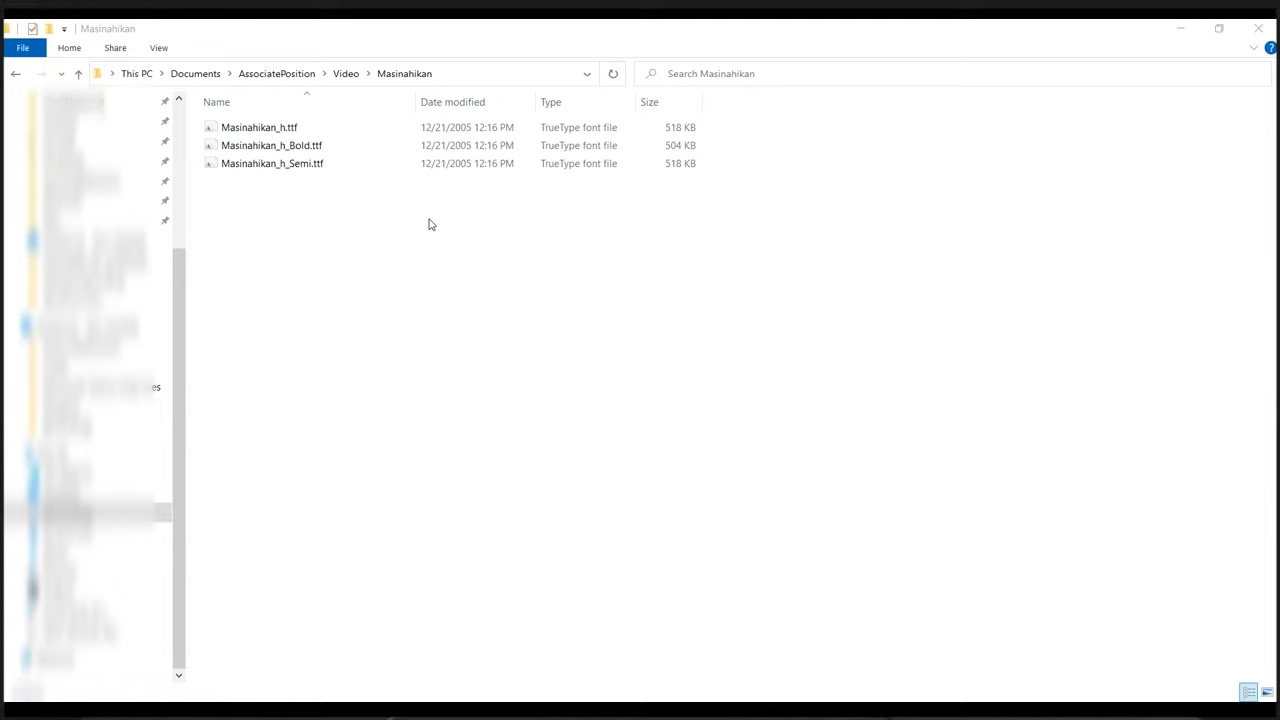 Masinahikan
File Home Share View
This PC Documents AssociatePosition Video Masinahikan Search Masinahikan
Name Date modified Type Size
Masinahikan_h.ttf 12/21/2005 12:16 PM TrueType font file 518 KB
Masinahikan_h_Bold.ttf 12/21/2005 12:16 PM TrueType font file 504 KB
Masinahikan_h_Semi.ttf 12/21/2005 12:16 PM TrueType font file 518 KB
es